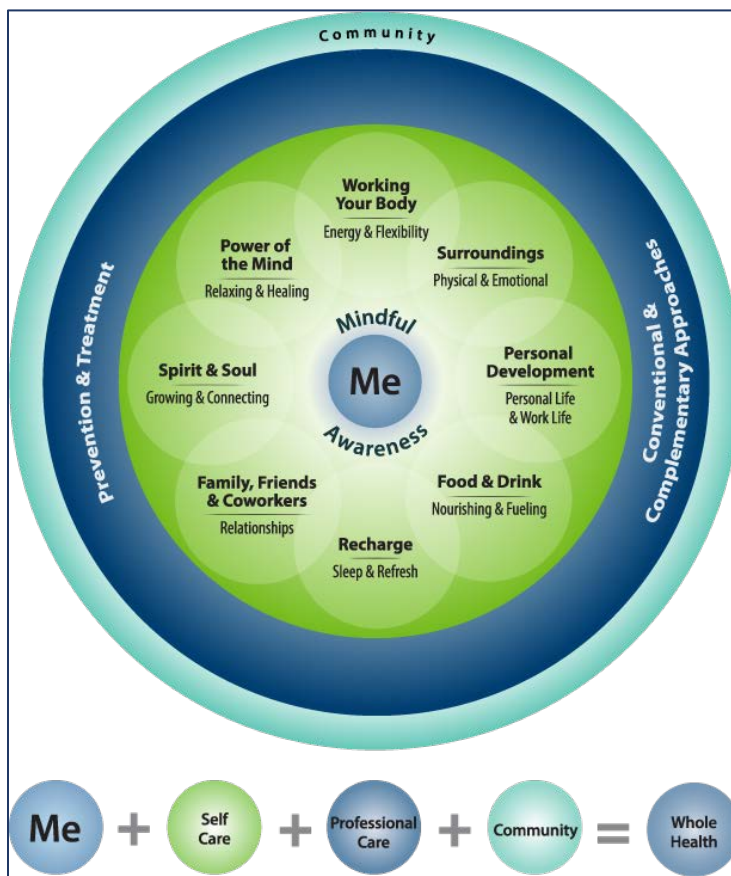 Community
Working
Your Body
Energy & Flexibility
Power of
the Mind
Relaxing & Healing
Surroundings
Physical & Emotional
Prevention & Treatment
Spirit & Soul
Growing & Connecting
Mindful
Me
Awareness
Personal
Development
Personal Life
& Work Life
Conventional &
Complementary Approaches
Family, Friends
& Coworkers
Relationships
Food & Drink
Nourishing & Fueling
Recharge
Sleep & Refresh
Me + Self Care + Professional Care + Community = Whole Health